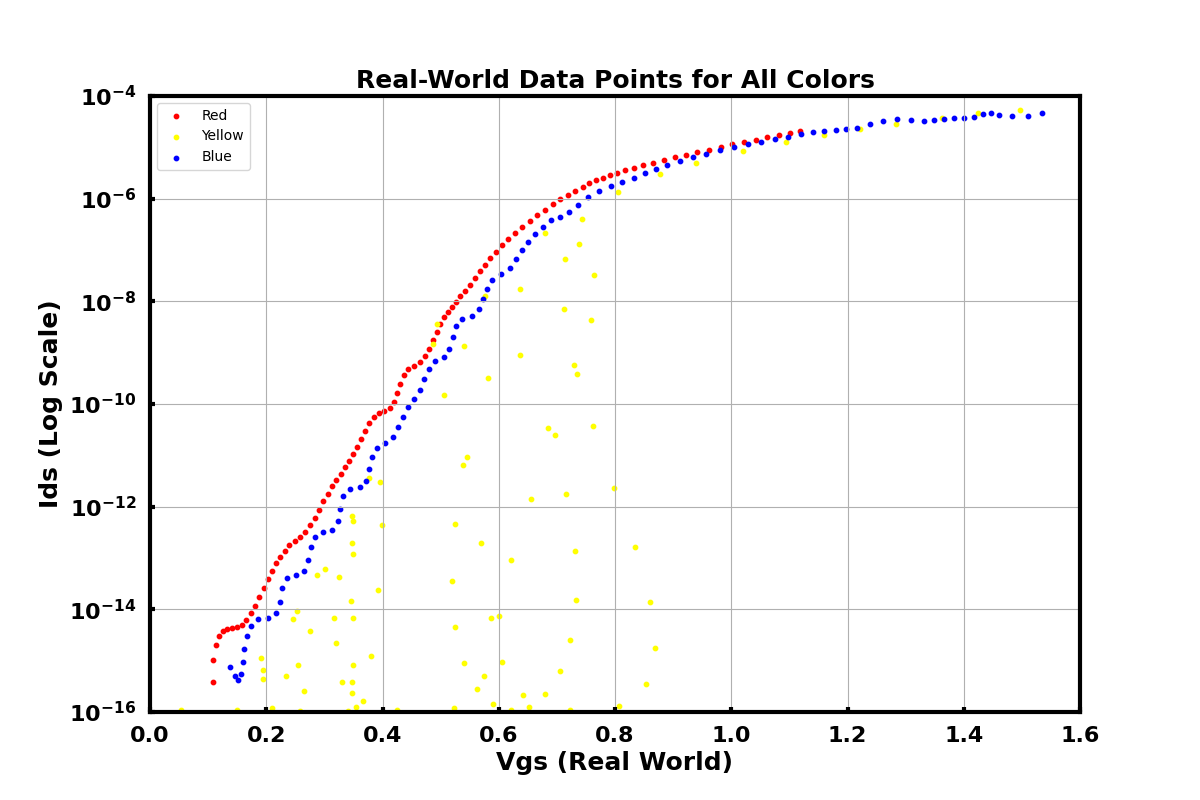 Real-World Data Points for All Colors
Red
Yellow
Blue
10^-4
10^-6
10^-8
10^-10
10^-12
10^-14
10^-16
Ids (Log Scale)
0.0 0.2 0.4 0.6 0.8 1.0 1.2 1.4 1.6
Vgs (Real World)